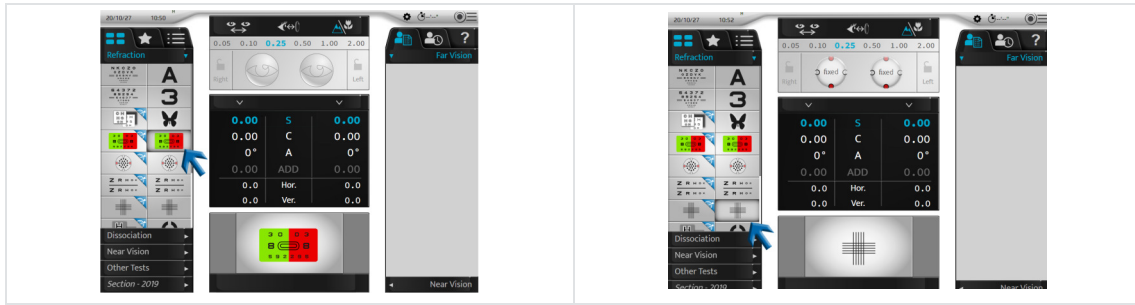 20/10/27 10:50
0.05 0.10 0.25 0.50 1.00 2.00
Refraction
Far Vision
Right
Left
N K O Z O
A
3
0.00 S 0.00
0.00 C 0.00
0° A 0°
0.00 ADD 0.00
0.0 Hor. 0.0
0.0 Ver. 0.0
Dissociation
Near Vision
Other Tests
Section - 2019
Near Vision
?
20/10/27 10:52
0.05 0.10 0.25 0.50 1.00 2.00
Refraction
Far Vision
Right
fixed
fixed
Left
A
3
0.00 S 0.00
0.00 C 0.00
0° A 0°
0.00 ADD 0.00
0.0 Hor. 0.0
0.0 Ver. 0.0
Dissociation
Near Vision
Other Tests
Section - 2019
Near Vision
?